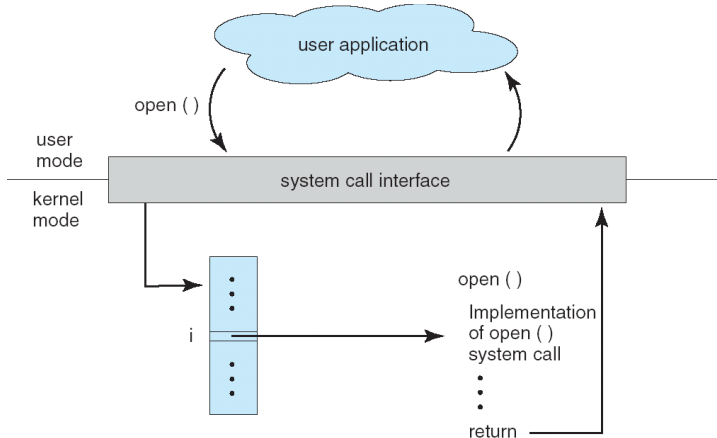 user application
open ( )
user
mode
system call interface
kernel
mode
open ( )
i
Implementation
of open ( )
system call
return